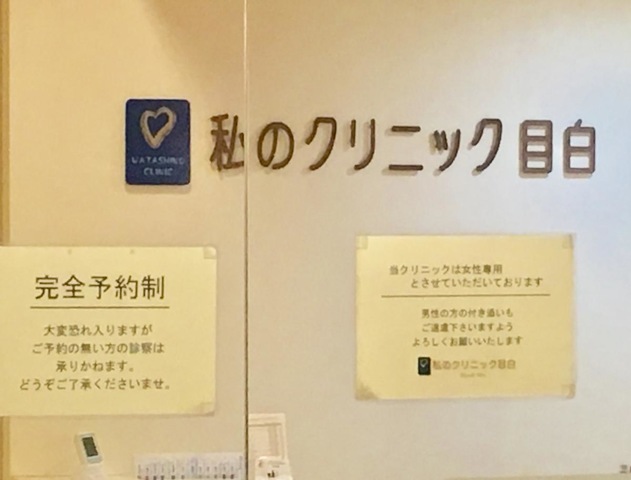 WATASHINO
CLINIC
私のクリニック目白
完全予約制
大変恐れ入りますが
ご予約の無い方の診察は
承りかねます。
どうぞご了承くださいませ。
当クリニックは女性専用
とさせていただいております
男性の方の付き添いも
ご遠慮下さいますよう
よろしくお願いいたします
私のクリニック目白